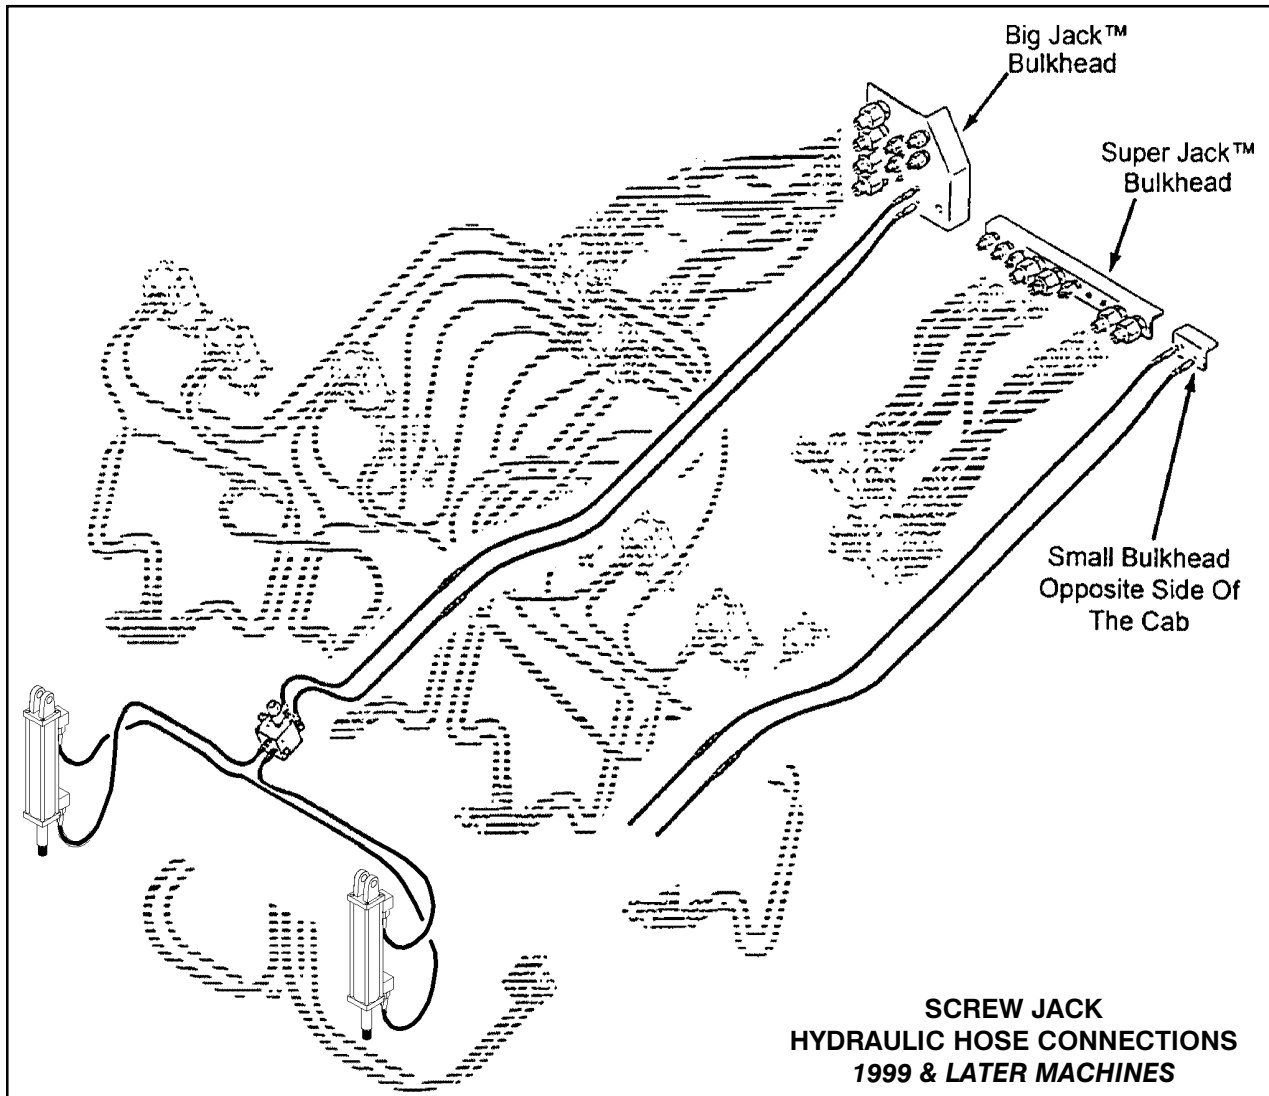 Big Jack™
Bulkhead
Super Jack™
Bulkhead
Small Bulkhead
Opposite Side Of
The Cab
SCREW JACK
HYDRAULIC HOSE CONNECTIONS
1999 & LATER MACHINES